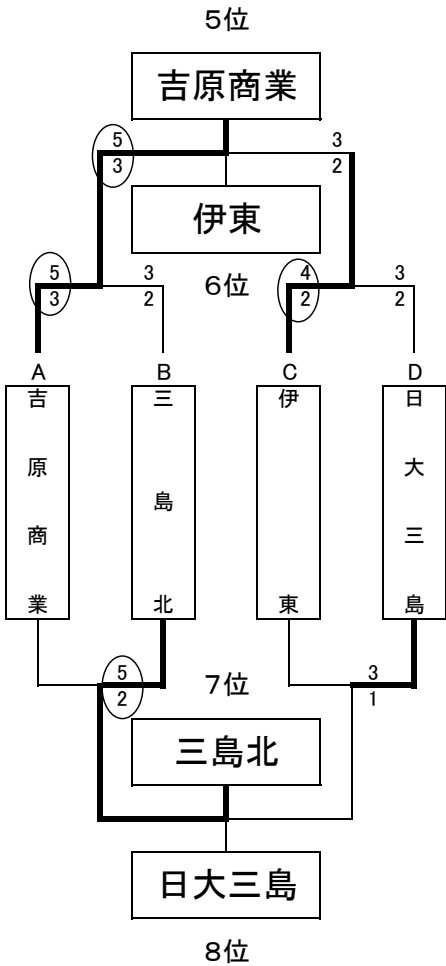 5位
吉原商業
5 3
3 2
伊東
6位
5 3 4 3
3 2 2 2
A B C D
吉原商業
三島北
伊東
日大三島
5 3
2 1
7位
三島北
日大三島
8位